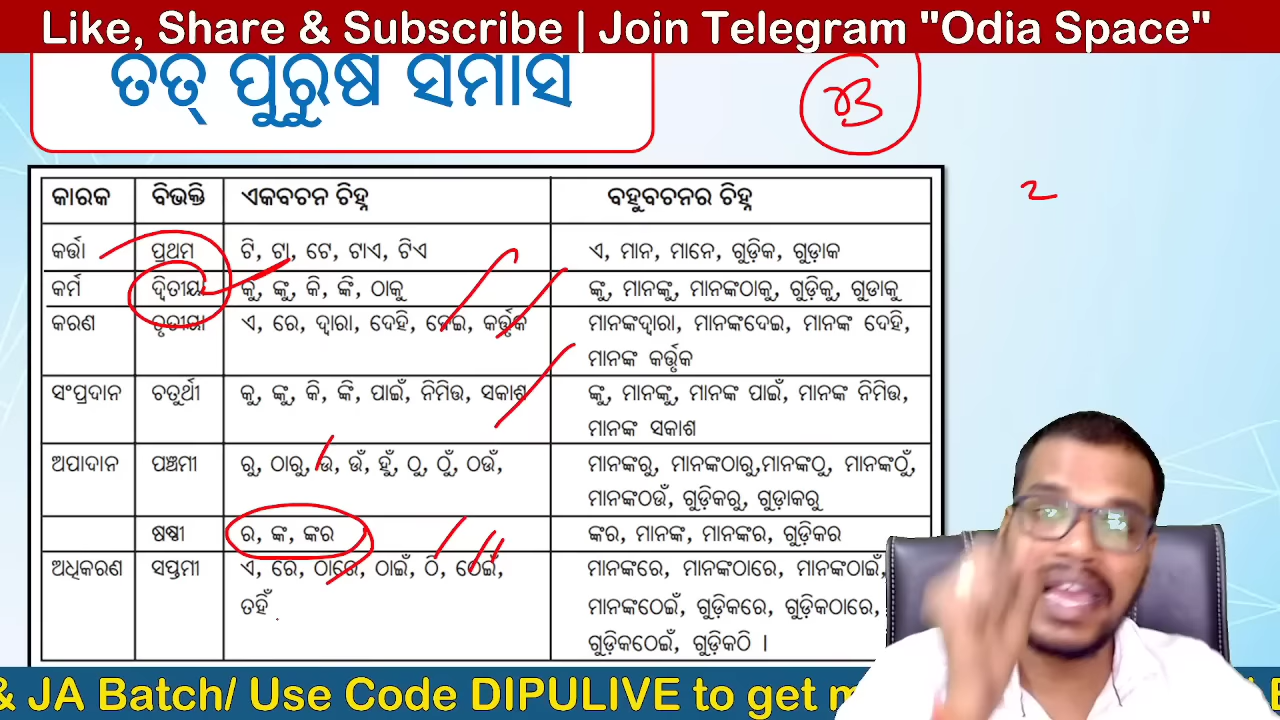 Like, Share & Subscribe | Join Telegram "Odia Space"
ତତ୍ ପୁରୁଷ ସମାସ
କାରକ ବିଭକ୍ତି ଏକବଚନ ଚିହ୍ନ ବହୁବଚନର ଚିହ୍ନ
କର୍ତ୍ତା ପ୍ରଥମ ଟି, ଟା, ଟେ, ଟାଏ, ଟିଏ ଏ, ମାନ, ମାନେ, ଗୁଡ଼ିକ, ଗୁଡ଼ାକ
କର୍ମ ଦ୍ୱିତୀୟା କୁ, ଙ୍କୁ, କି, ଙ୍କି, ଠାକୁ ଙ୍କୁ, ମାନଙ୍କୁ, ମାନଙ୍କଠାକୁ, ଗୁଡ଼ିକୁ, ଗୁଡାକୁ
କରଣ ତୃତୀୟା ଏ, ରେ, ଦ୍ୱାରା, ଦେହି, ଦେଇ, କର୍ତ୍ତୃକ ମାନଙ୍କଦ୍ୱାରା, ମାନଙ୍କଦେଇ, ମାନଙ୍କ ଦେହି,
ମାନଙ୍କ କର୍ତ୍ତୃକ
ସଂପ୍ରଦାନ ଚତୁର୍ଥୀ କୁ, ଙ୍କୁ, କି, ଙ୍କି, ପାଇଁ, ନିମିତ୍ତ, ସକାଶ ଙ୍କୁ, ମାନଙ୍କୁ, ମାନଙ୍କ ପାଇଁ, ମାନଙ୍କ ନିମିତ୍ତ,
ମାନଙ୍କ ସକାଶ
ଅପାଦାନ ପଞ୍ଚମୀ ରୁ, ଠାରୁ, ଉ, ଉଁ, ହୁଁ, ଠୁ, ଠୁଁ, ଠଉଁ, ମାନଙ୍କରୁ, ମାନଙ୍କଠାରୁ,ମାନଙ୍କଠୁ, ମାନଙ୍କଠୁଁ,
ମାନଙ୍କଠଉଁ, ଗୁଡ଼ିକରୁ, ଗୁଡ଼ାକରୁ
ଷଷ୍ଠୀ ର, ଙ୍କ, ଙ୍କର ଙ୍କର, ମାନଙ୍କ, ମାନଙ୍କର, ଗୁଡ଼ିକର
ଅଧିକରଣ ସପ୍ତମୀ ଏ, ରେ, ଠାରେ, ଠାଇଁ, ଠି, ଠେଇଁ, ମାନଙ୍କରେ, ମାନଙ୍କଠାରେ, ମାନଙ୍କଠାଇଁ,
ତହିଁ ମାନଙ୍କଠେଇଁ, ଗୁଡ଼ିକରେ, ଗୁଡ଼ିକଠାରେ,
ଗୁଡ଼ିକଠେଇଁ, ଗୁଡ଼ିକଠି ।
& JA Batch/ Use Code DIPULIVE to get